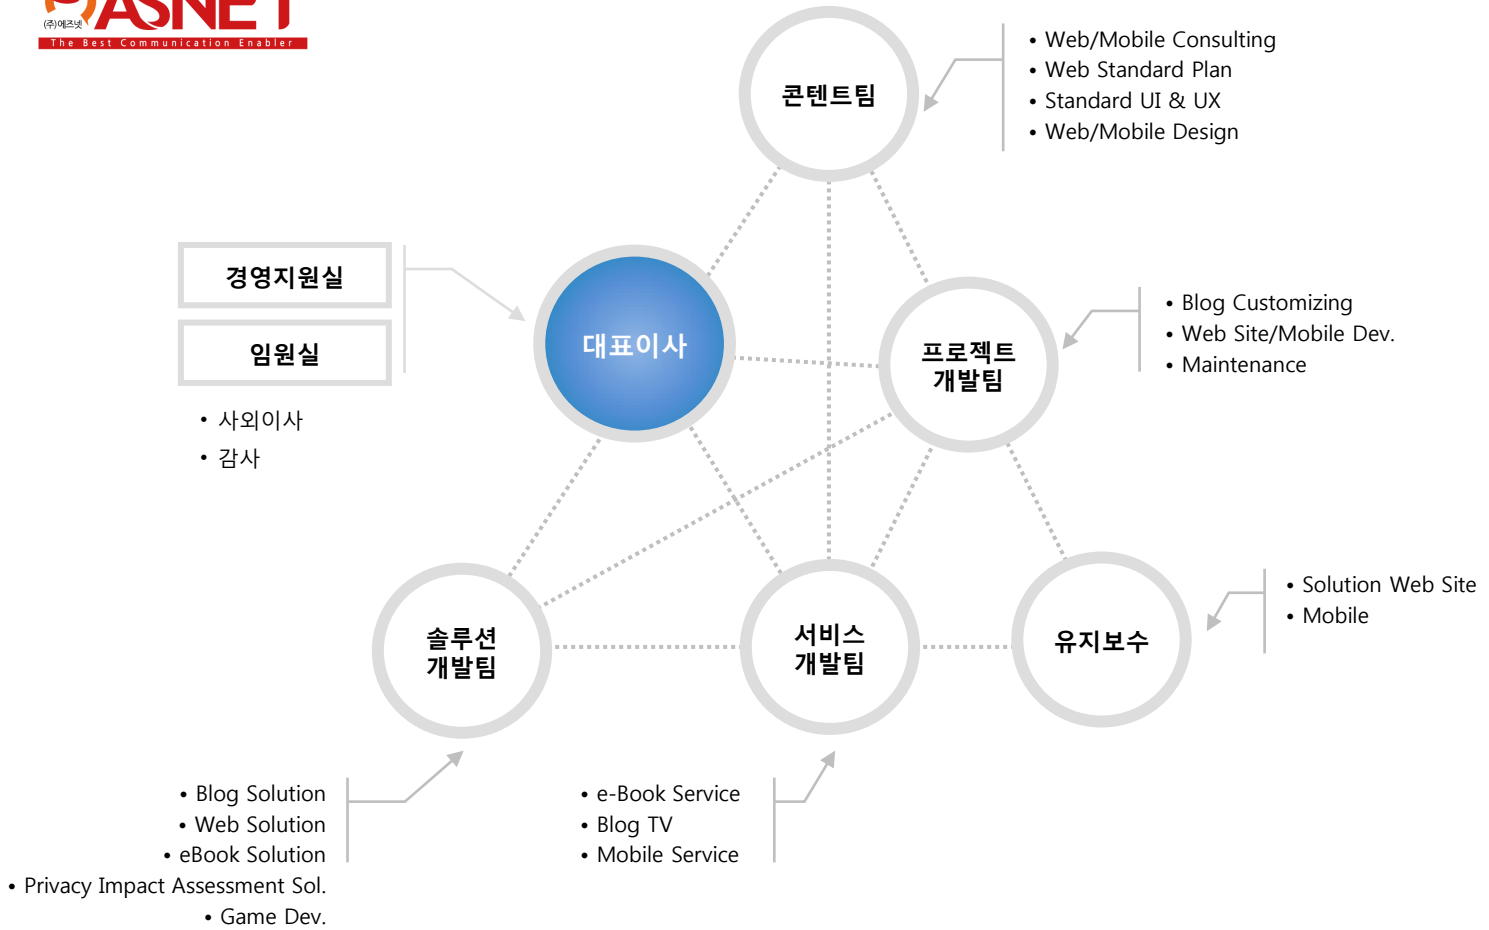 (주)에즈넷
ASNET
The Best Communication Enabler
콘텐트팀
• Web/Mobile Consulting
• Web Standard Plan
• Standard UI & UX
• Web/Mobile Design
경영지원실
임원실
• 사외이사
• 감사
대표이사
프로젝트
개발팀
• Blog Customizing
• Web Site/Mobile Dev.
• Maintenance
솔루션
개발팀
서비스
개발팀
유지보수
• Solution Web Site
• Mobile
• Blog Solution
• Web Solution
• eBook Solution
• Privacy Impact Assessment Sol.
• Game Dev.
• e-Book Service
• Blog TV
• Mobile Service